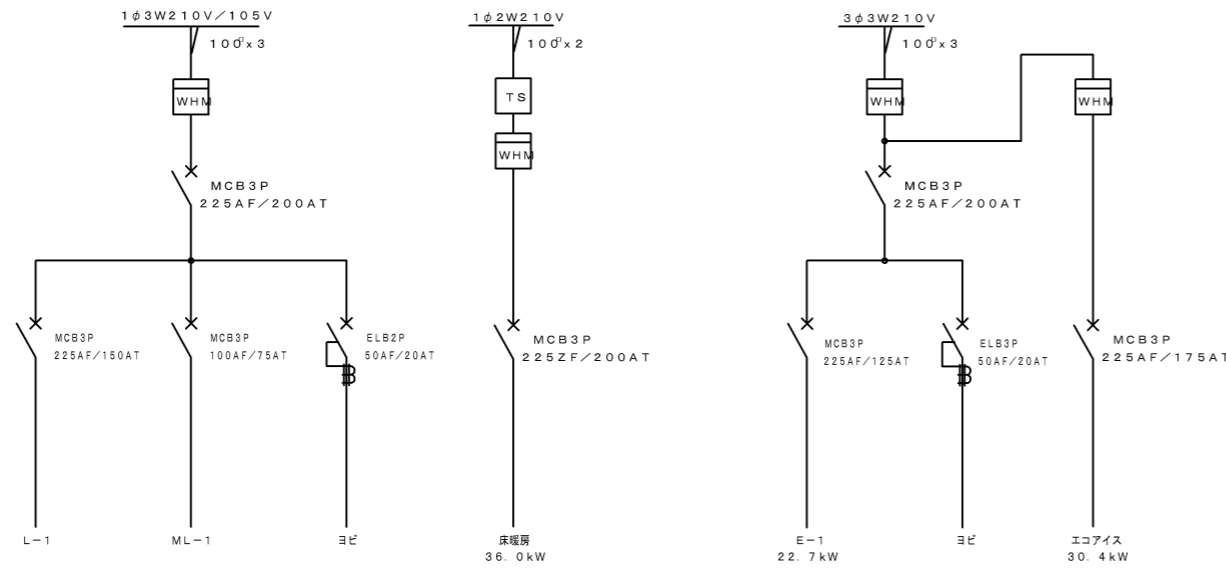 1φ3W210V/105V
100□x3
WHM
MCB3P
225AF/200AT
MCB3P
225AF/150AT
MCB3P
100AF/75AT
ELB2P
50AF/20AT
L-1
ML-1
ヨビ
1φ2W210V
100□x2
TS
WHM
MCB3P
225ZF/200AT
床暖房
36.0kW
3φ3W210V
100□x3
WHM
WHM
MCB3P
225AF/200AT
MCB3P
225AF/125AT
ELB3P
50AF/20AT
MCB3P
225AF/175AT
E-1
22.7kW
ヨビ
エコアイス
30.4kW